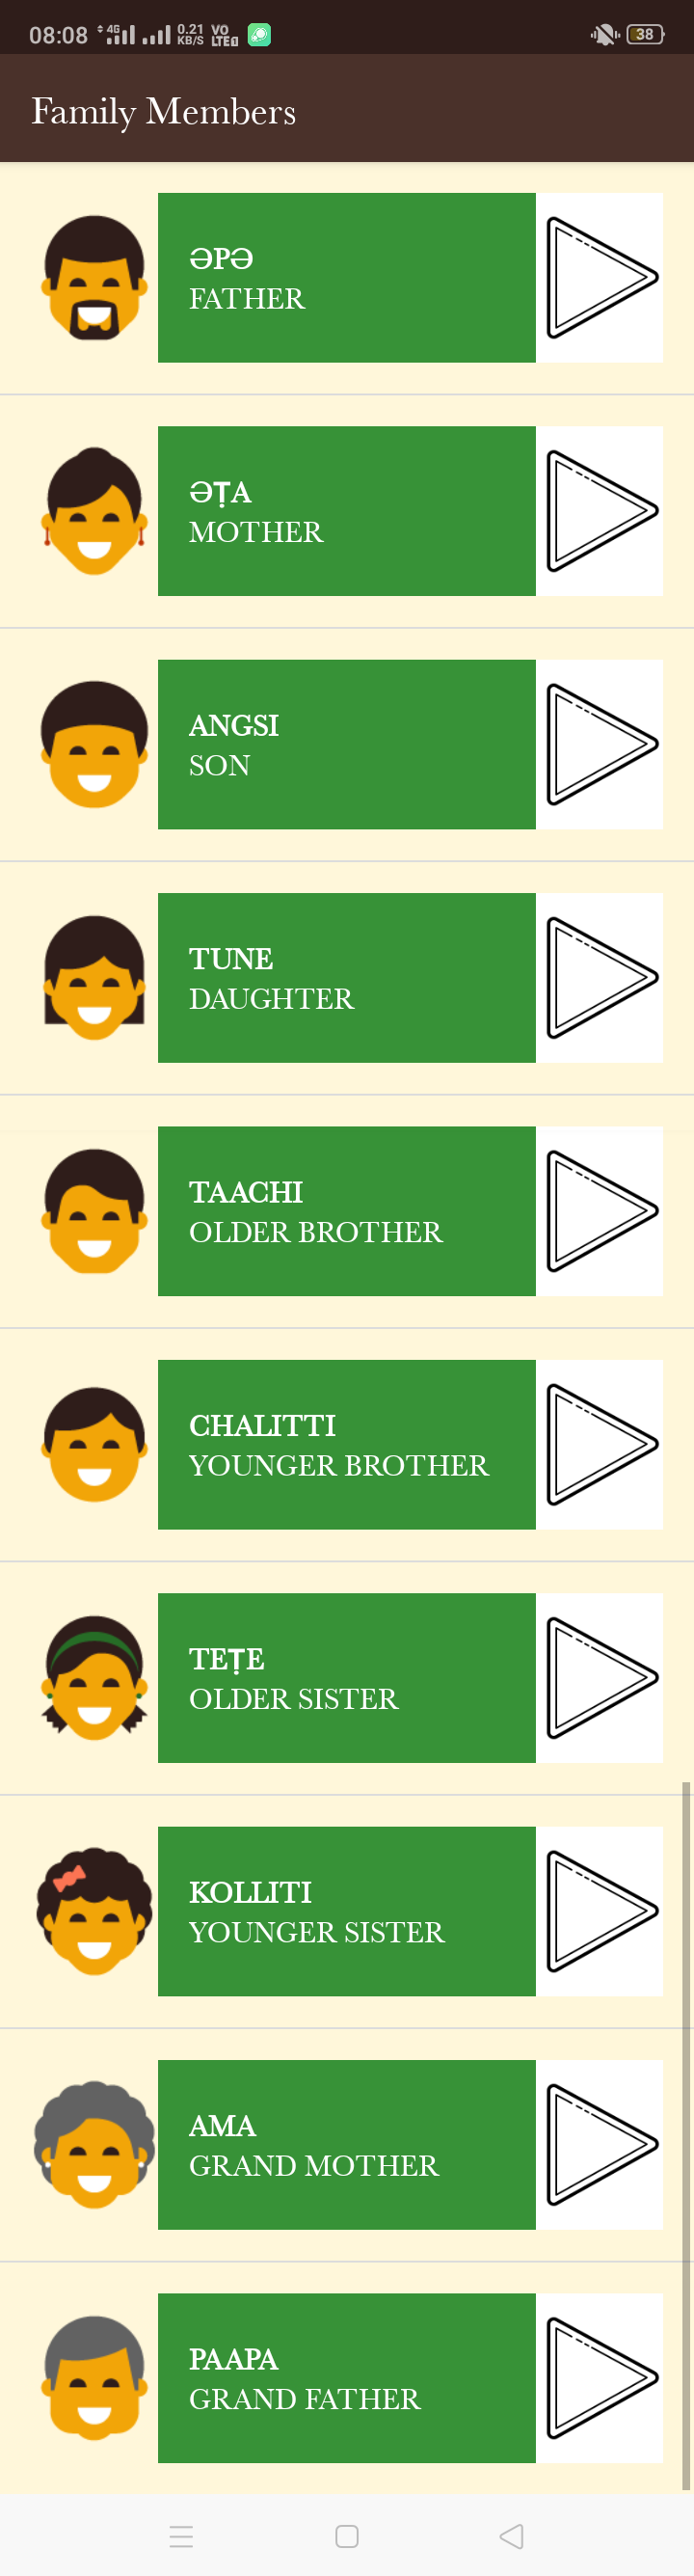 08:08 4G 0.21 KB/S VO LTE 38
Family Members
ƏPƏ
FATHER
ƏṬA
MOTHER
ANGSI
SON
TUNE
DAUGHTER
TAACHI
OLDER BROTHER
CHALITTI
YOUNGER BROTHER
TEṬE
OLDER SISTER
KOLLITI
YOUNGER SISTER
AMA
GRAND MOTHER
PAAPA
GRAND FATHER